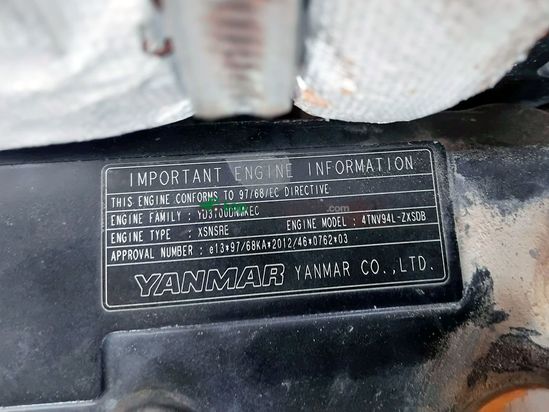 IMPORTANT ENGINE INFORMATION
THIS ENGINE CONFORMS TO 97/68/EC DIRECTIVE
ENGINE FAMILY :
ENGINE TYPE : XSNSRE ENGINE MODEL : 4TNV94L-ZXSDB
APPROVAL NUMBER : e13*97/68KA*2012/46*0762*03
YANMAR YANMAR CO.,LTD.